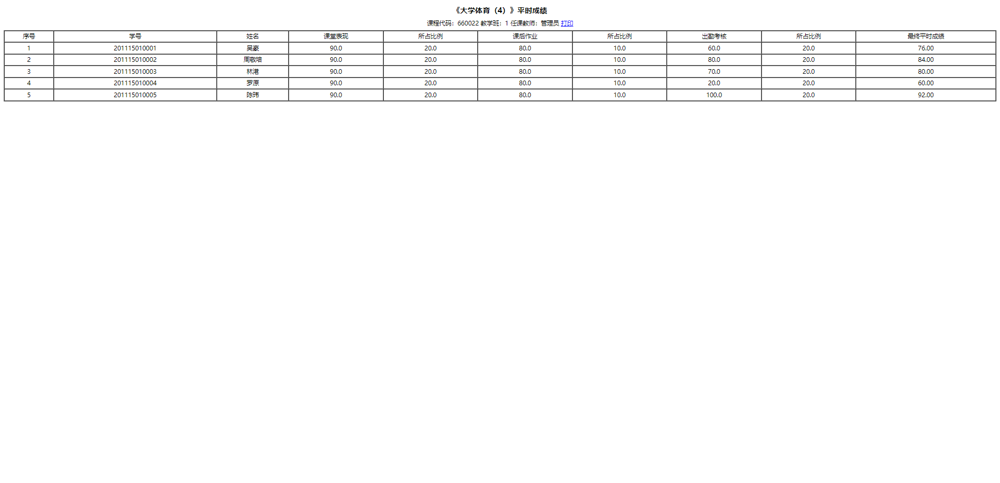 《大学体育（4）》平时成绩
课程代码：660022 教学班：1 任课教师：管理员 打印
序号 学号 姓名 课堂表现 所占比例 课后作业 所占比例 出勤考核 所占比例 最终平时成绩
1 201115010001 吴豪 90.0 20.0 80.0 10.0 60.0 20.0 76.00
2 201115010002 周敬培 90.0 20.0 80.0 10.0 80.0 20.0 84.00
3 201115010003 林港 90.0 20.0 80.0 10.0 70.0 20.0 80.00
4 201115010004 罗原 90.0 20.0 80.0 10.0 20.0 20.0 60.00
5 201115010005 陈玮 90.0 20.0 80.0 10.0 100.0 20.0 92.00